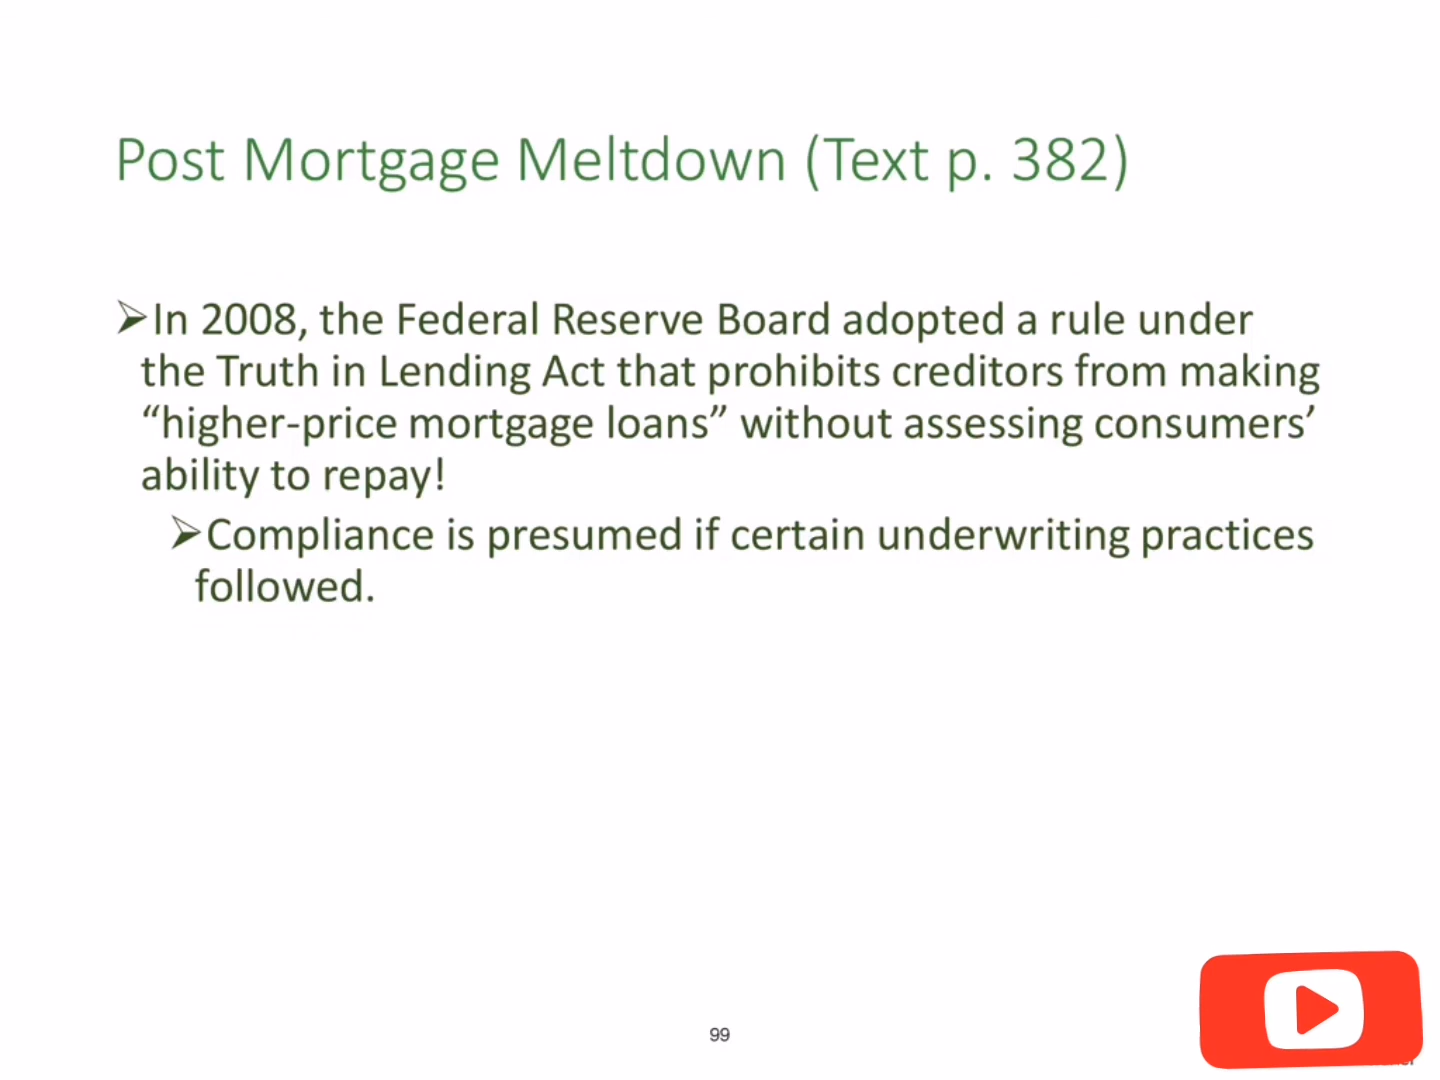 Post Mortgage Meltdown (Text p. 382)
➢In 2008, the Federal Reserve Board adopted a rule under
the Truth in Lending Act that prohibits creditors from making
“higher-price mortgage loans” without assessing consumers’
ability to repay!
➢Compliance is presumed if certain underwriting practices
followed.
99